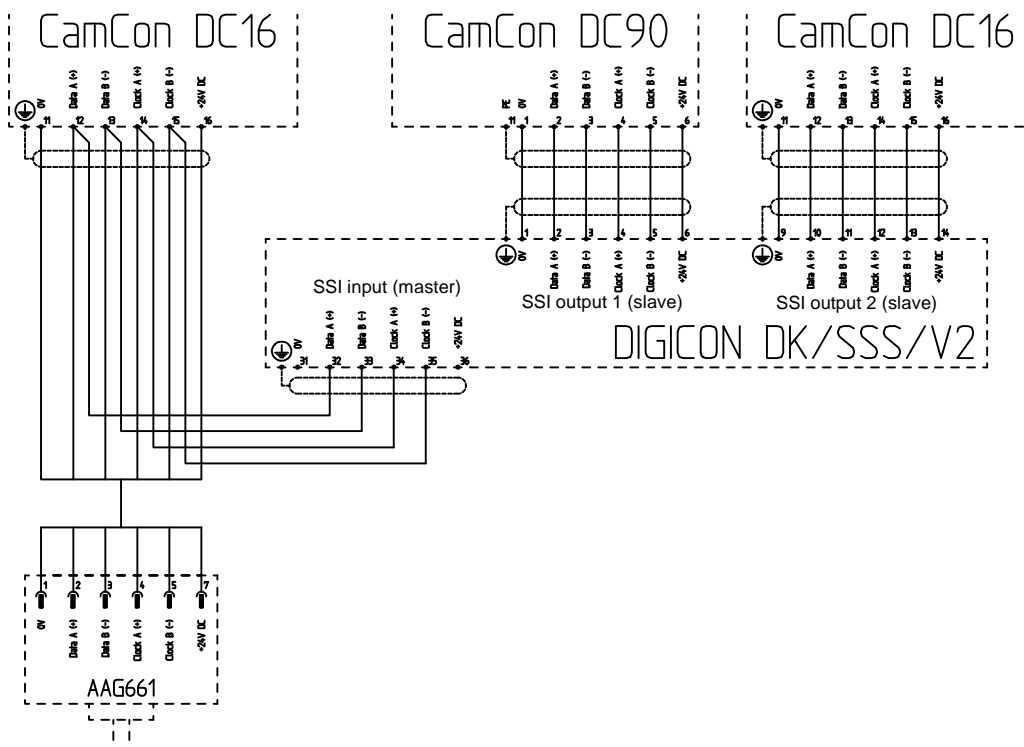 CamCon DC16
CamCon DC90
CamCon DC16
0V
Data A (+)
Data B (-)
Clock A (+)
Clock B (-)
+24V DC
11 12 13 14 15 16
PE
0V
Data A (+)
Data B (-)
Clock A (+)
Clock B (-)
+24V DC
11 1 2 3 4 5 6
0V
Data A (+)
Data B (-)
Clock A (+)
Clock B (-)
+24V DC
11 12 13 14 15 16
1 2 3 4 5 6
0V
Data A (+)
Data B (-)
Clock A (+)
Clock B (-)
+24V DC
SSI output 1 (slave)
9 10 11 12 13 14
0V
Data A (+)
Data B (-)
Clock A (+)
Clock B (-)
+24V DC
SSI output 2 (slave)
SSI input (master)
0V
Data A (+)
Data B (-)
Clock A (+)
Clock B (-)
+24V DC
31 32 33 34 35 36
DIGICON DK/SSS/V2
1 2 3 4 5 7
0V
Data A (+)
Data B (-)
Clock A (+)
Clock B (-)
+24V DC
AAG661